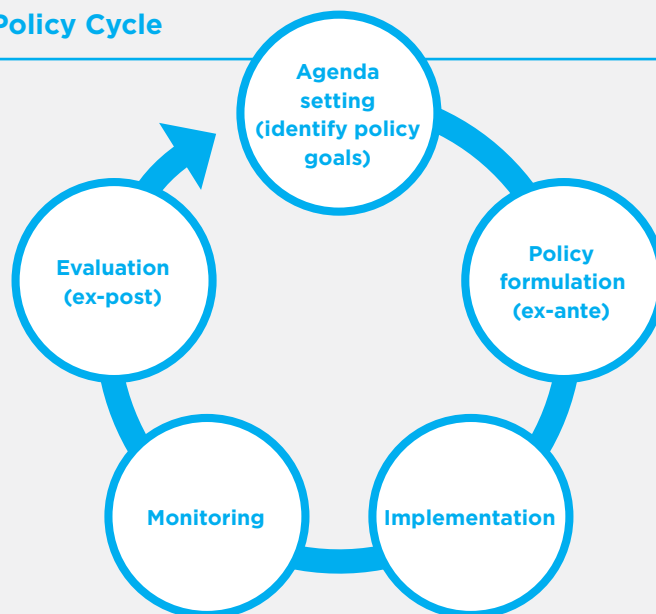 Policy Cycle
Agenda
setting
(identify policy
goals)
Policy
formulation
(ex-ante)
Implementation
Monitoring
Evaluation
(ex-post)